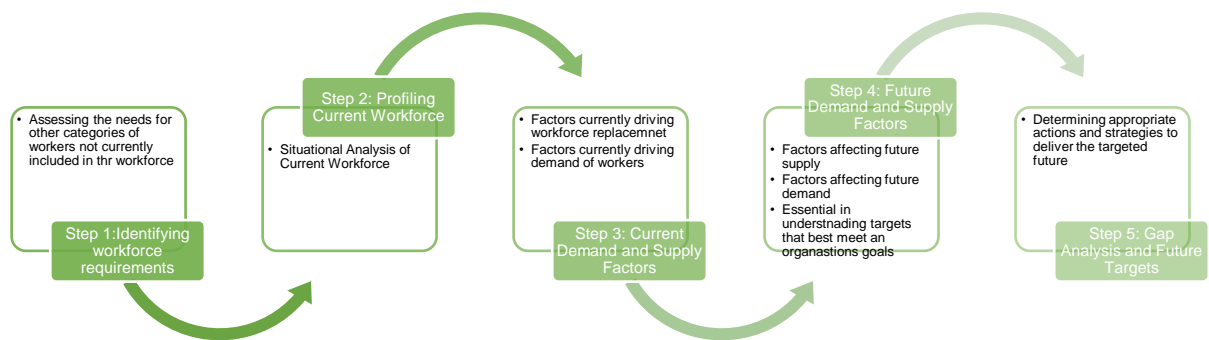 • Assessing the needs for
other categories of
workers not currently
included in thr workforce
Step 1:Identifying
workforce
requirements
Step 2: Profiling
Current Workforce
• Situational Analysis of
Current Workforce
• Factors currently driving
workforce replacemnet
• Factors currently driving
demand of workers
Step 3: Current
Demand and Supply
Factors
Step 4: Future
Demand and Supply
Factors
• Factors affecting future
supply
• Factors affecting future
demand
• Essential in
understnading targets
that best meet an
organastions goals
• Determining appropriate
actions and strategies to
deliver the targeted
future
Step 5: Gap
Analysis and Future
Targets